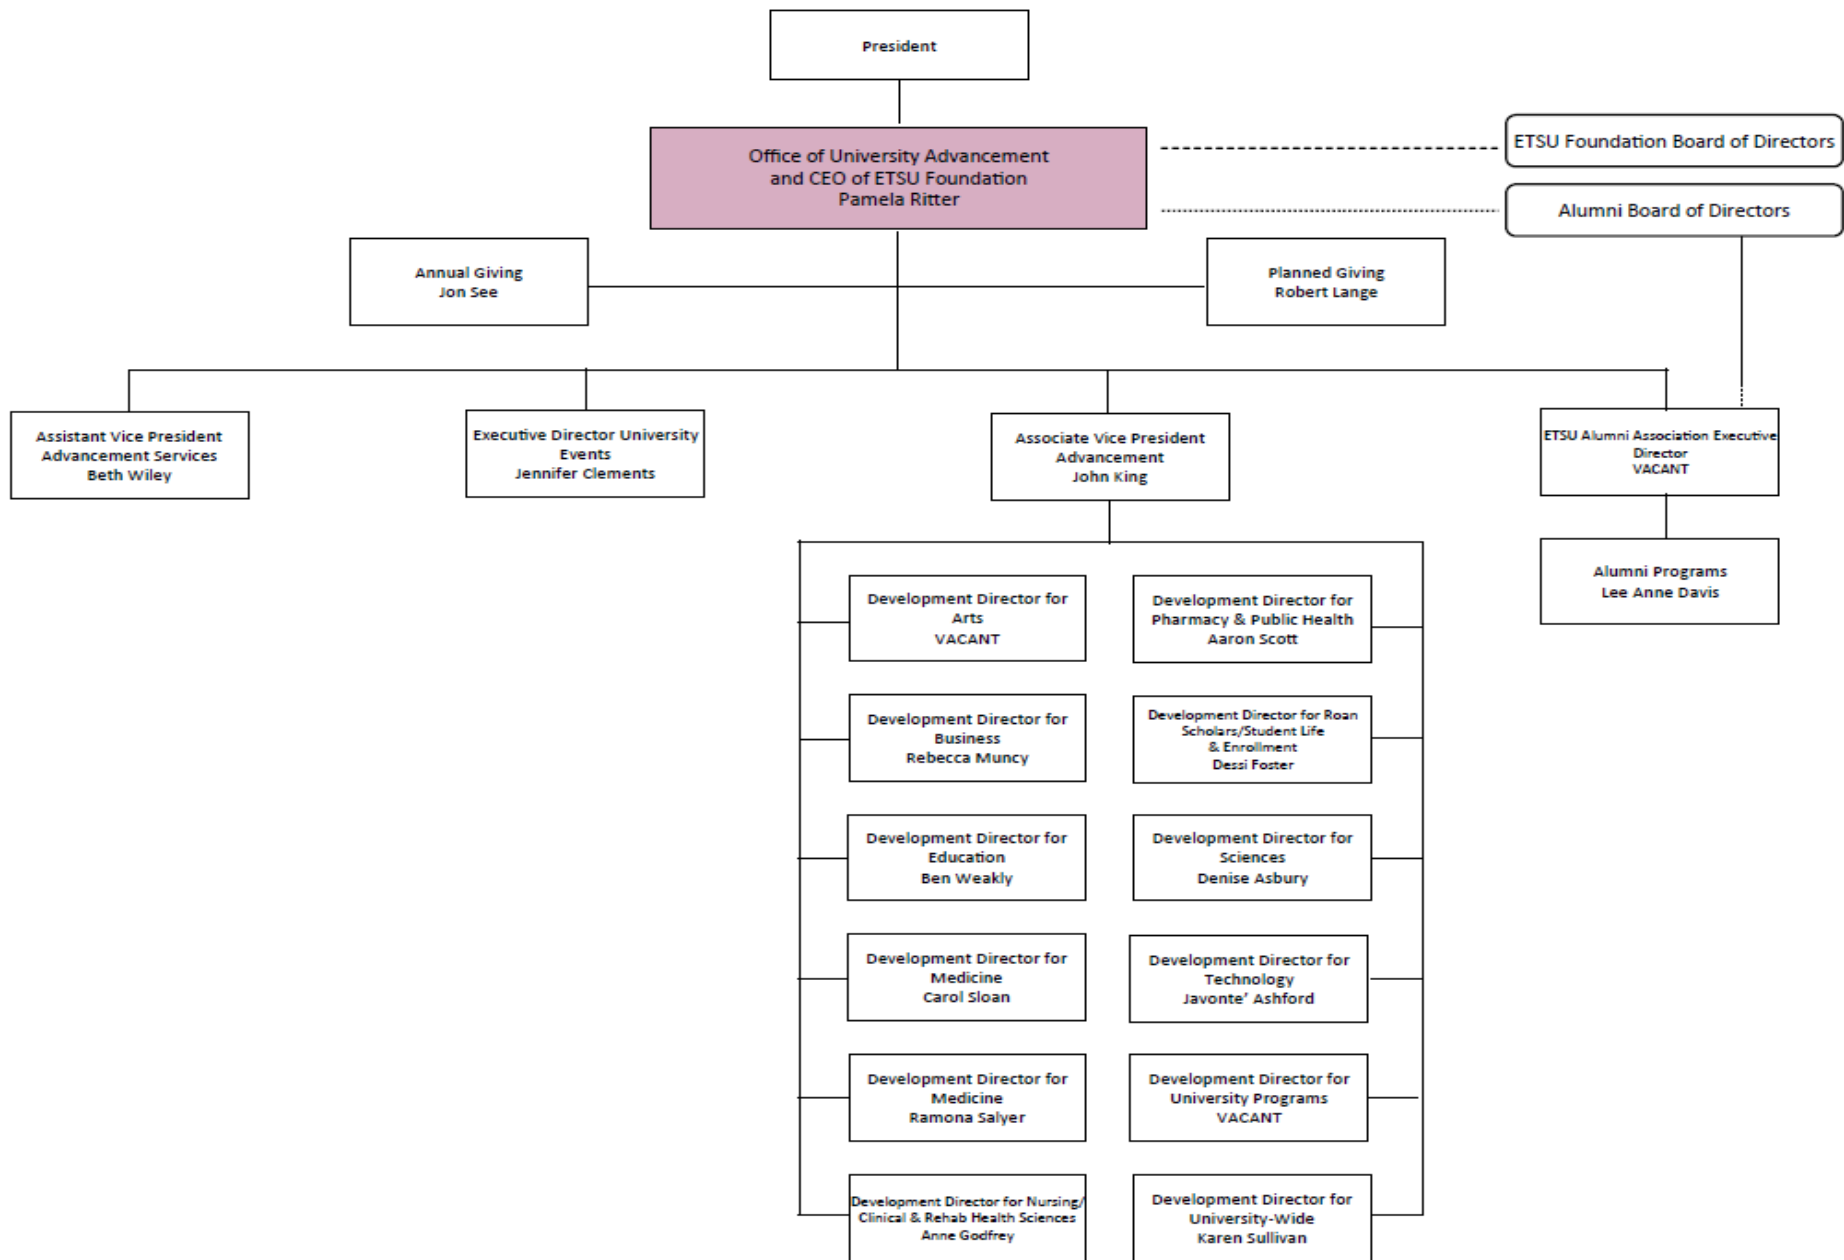 President
Office of University Advancement
and CEO of ETSU Foundation
Pamela Ritter
ETSU Foundation Board of Directors
Alumni Board of Directors
Annual Giving
Jon See
Planned Giving
Robert Lange
Assistant Vice President
Advancement Services
Beth Wiley
Executive Director University
Events
Jennifer Clements
Associate Vice President
Advancement
John King
ETSU Alumni Association Executive
Director
VACANT
Alumni Programs
Lee Anne Davis
Development Director for
Arts
VACANT
Development Director for
Pharmacy & Public Health
Aaron Scott
Development Director for
Business
Rebecca Muncy
Development Director for Roan
Scholars/Student Life
& Enrollment
Dessi Foster
Development Director for
Education
Ben Weakly
Development Director for
Sciences
Denise Asbury
Development Director for
Medicine
Carol Sloan
Development Director for
Technology
Javonte’ Ashford
Development Director for
Medicine
Ramona Salyer
Development Director for
University Programs
VACANT
Development Director for Nursing/
Clinical & Rehab Health Sciences
Anne Godfrey
Development Director for
University-Wide
Karen Sullivan